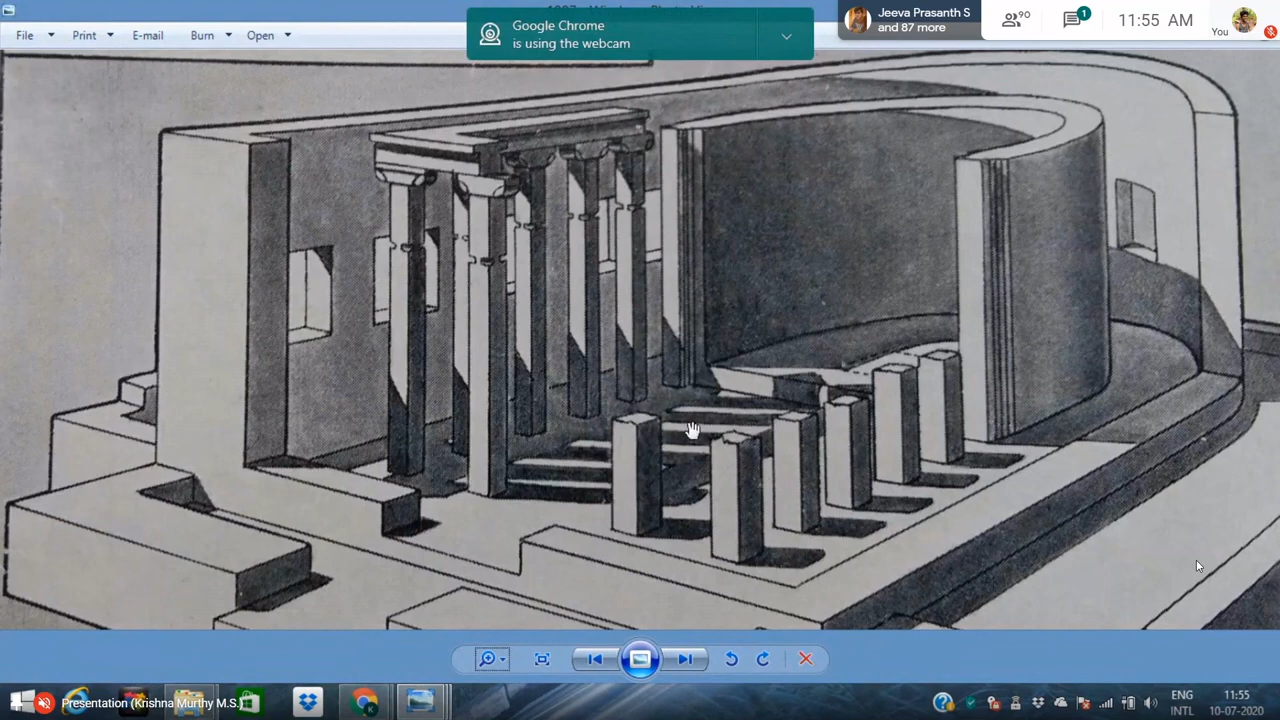 File Print E-mail Burn Open
Google Chrome
is using the webcam
Jeeva Prasanth S
and 87 more
90
1
11:55 AM
You
Presentation (Krishna Murthy M.S.)
ENG
INTL
11:55
10-07-2020